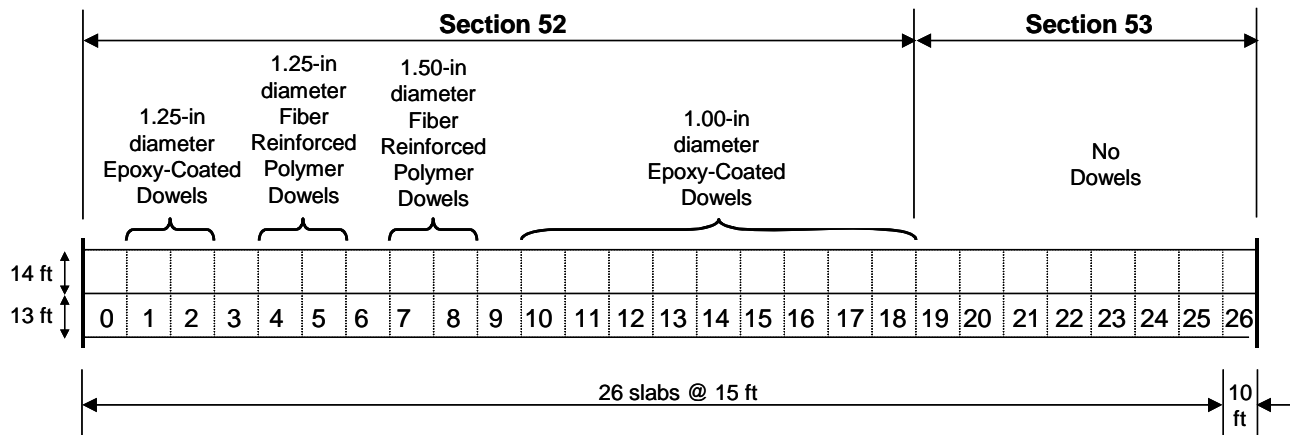 Section 52
Section 53
1.25-in
diameter
Epoxy-Coated
Dowels
1.25-in
diameter
Fiber
Reinforced
Polymer
Dowels
1.50-in
diameter
Fiber
Reinforced
Polymer
Dowels
1.00-in
diameter
Epoxy-Coated
Dowels
No
Dowels
14 ft
13 ft
0 1 2 3 4 5 6 7 8 9 10 11 12 13 14 15 16 17 18 19 20 21 22 23 24 25 26
26 slabs @ 15 ft
10
ft